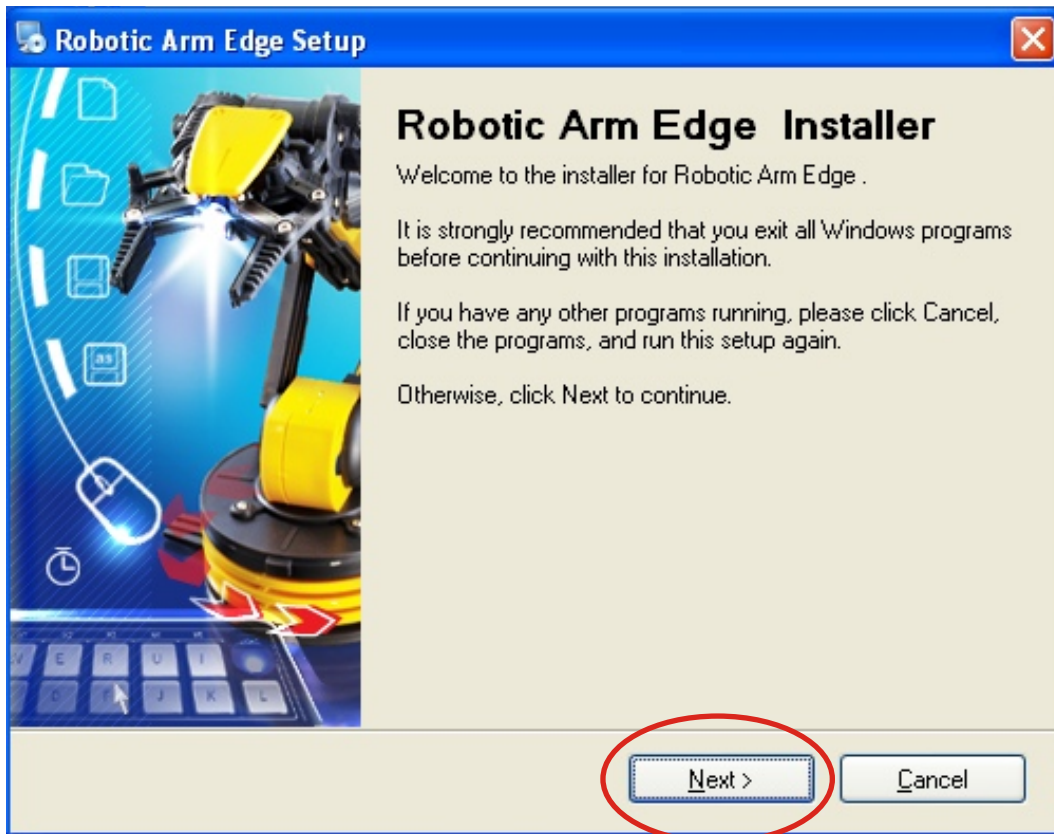 Robotic Arm Edge Setup
Robotic Arm Edge  Installer
Welcome to the installer for Robotic Arm Edge .
It is strongly recommended that you exit all Windows programs
before continuing with this installation.
If you have any other programs running, please click Cancel,
close the programs, and run this setup again.
Otherwise, click Next to continue.
as
E R U I
J K L
Next >
Cancel